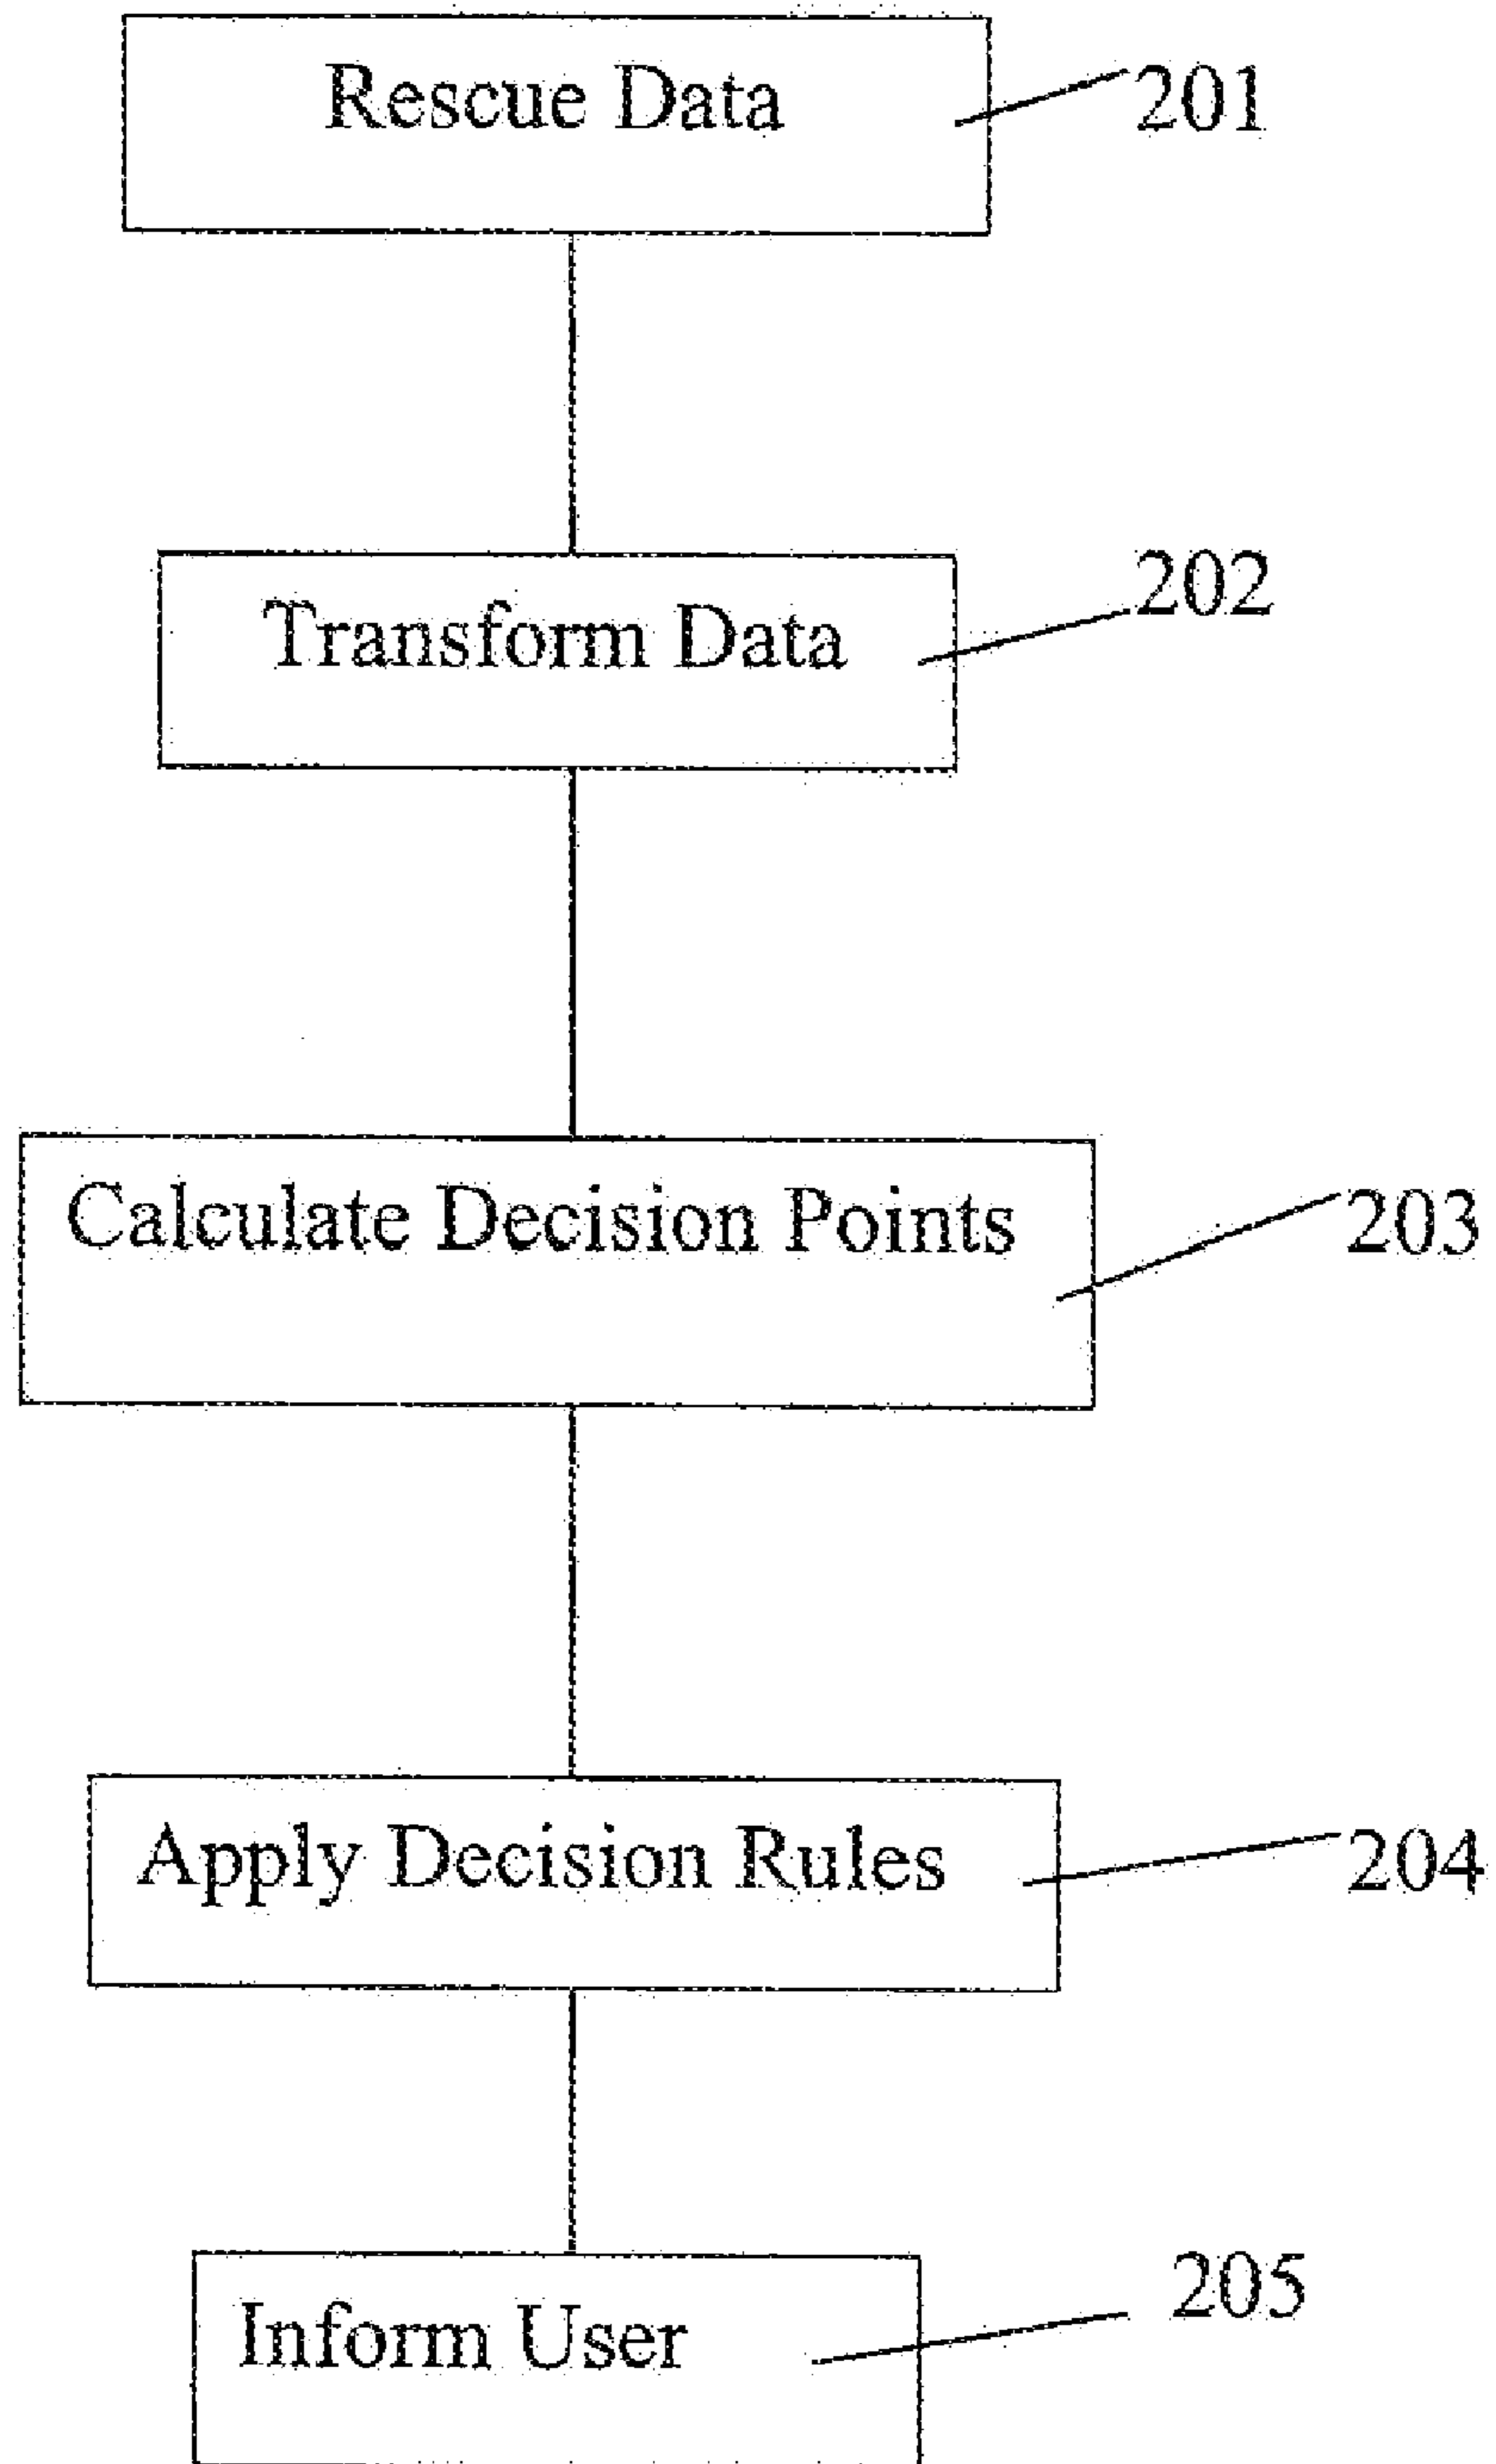 Rescue Data
201
Transform Data
202
Calculate Decision Points
203
Apply Decision Rules
204
Inform User
205